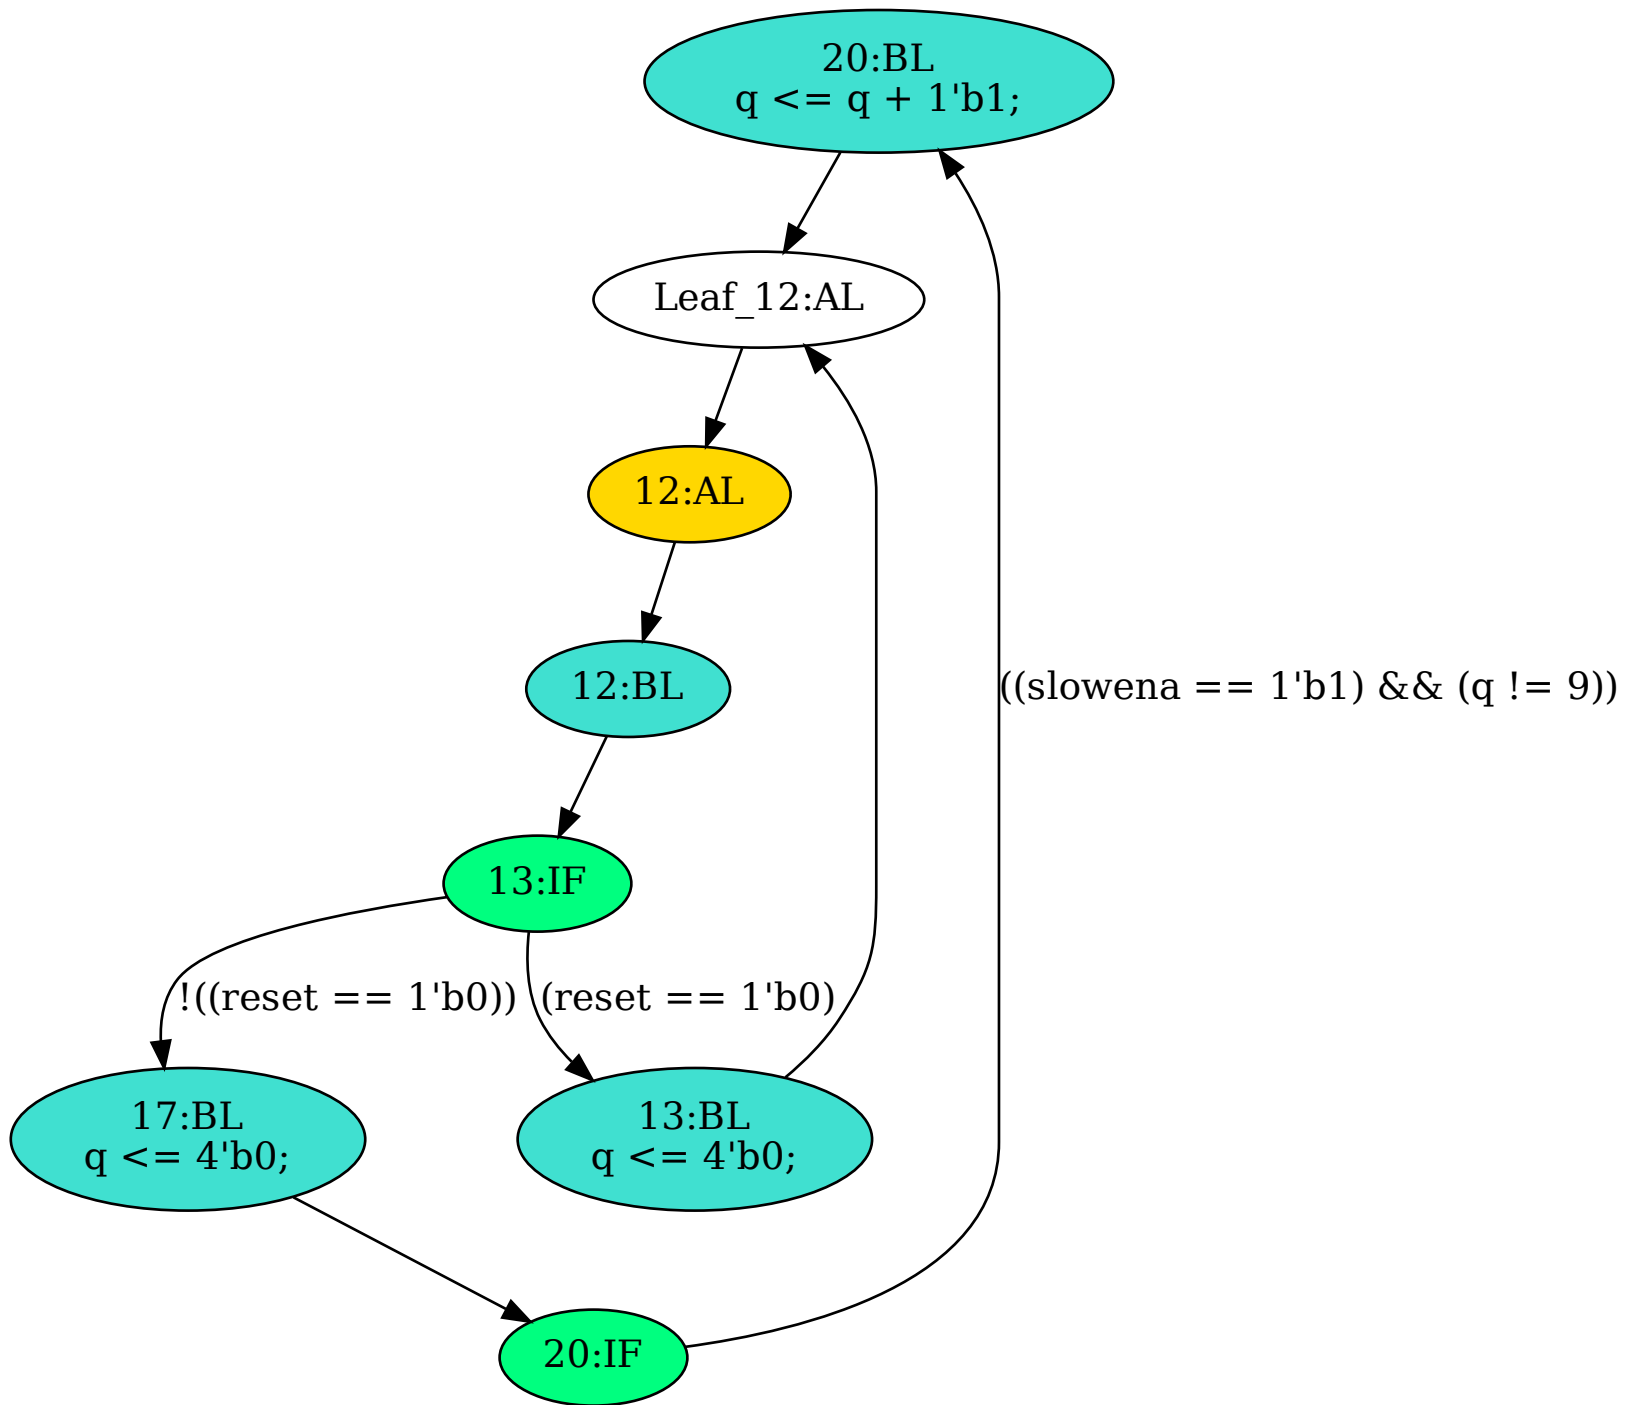 20:BL
q <= q + 1'b1;
Leaf_12:AL
12:AL
12:BL
((slowena == 1'b1) && (q != 9))
13:IF
!((reset == 1'b0))
(reset == 1'b0)
17:BL
q <= 4'b0;
13:BL
q <= 4'b0;
20:IF